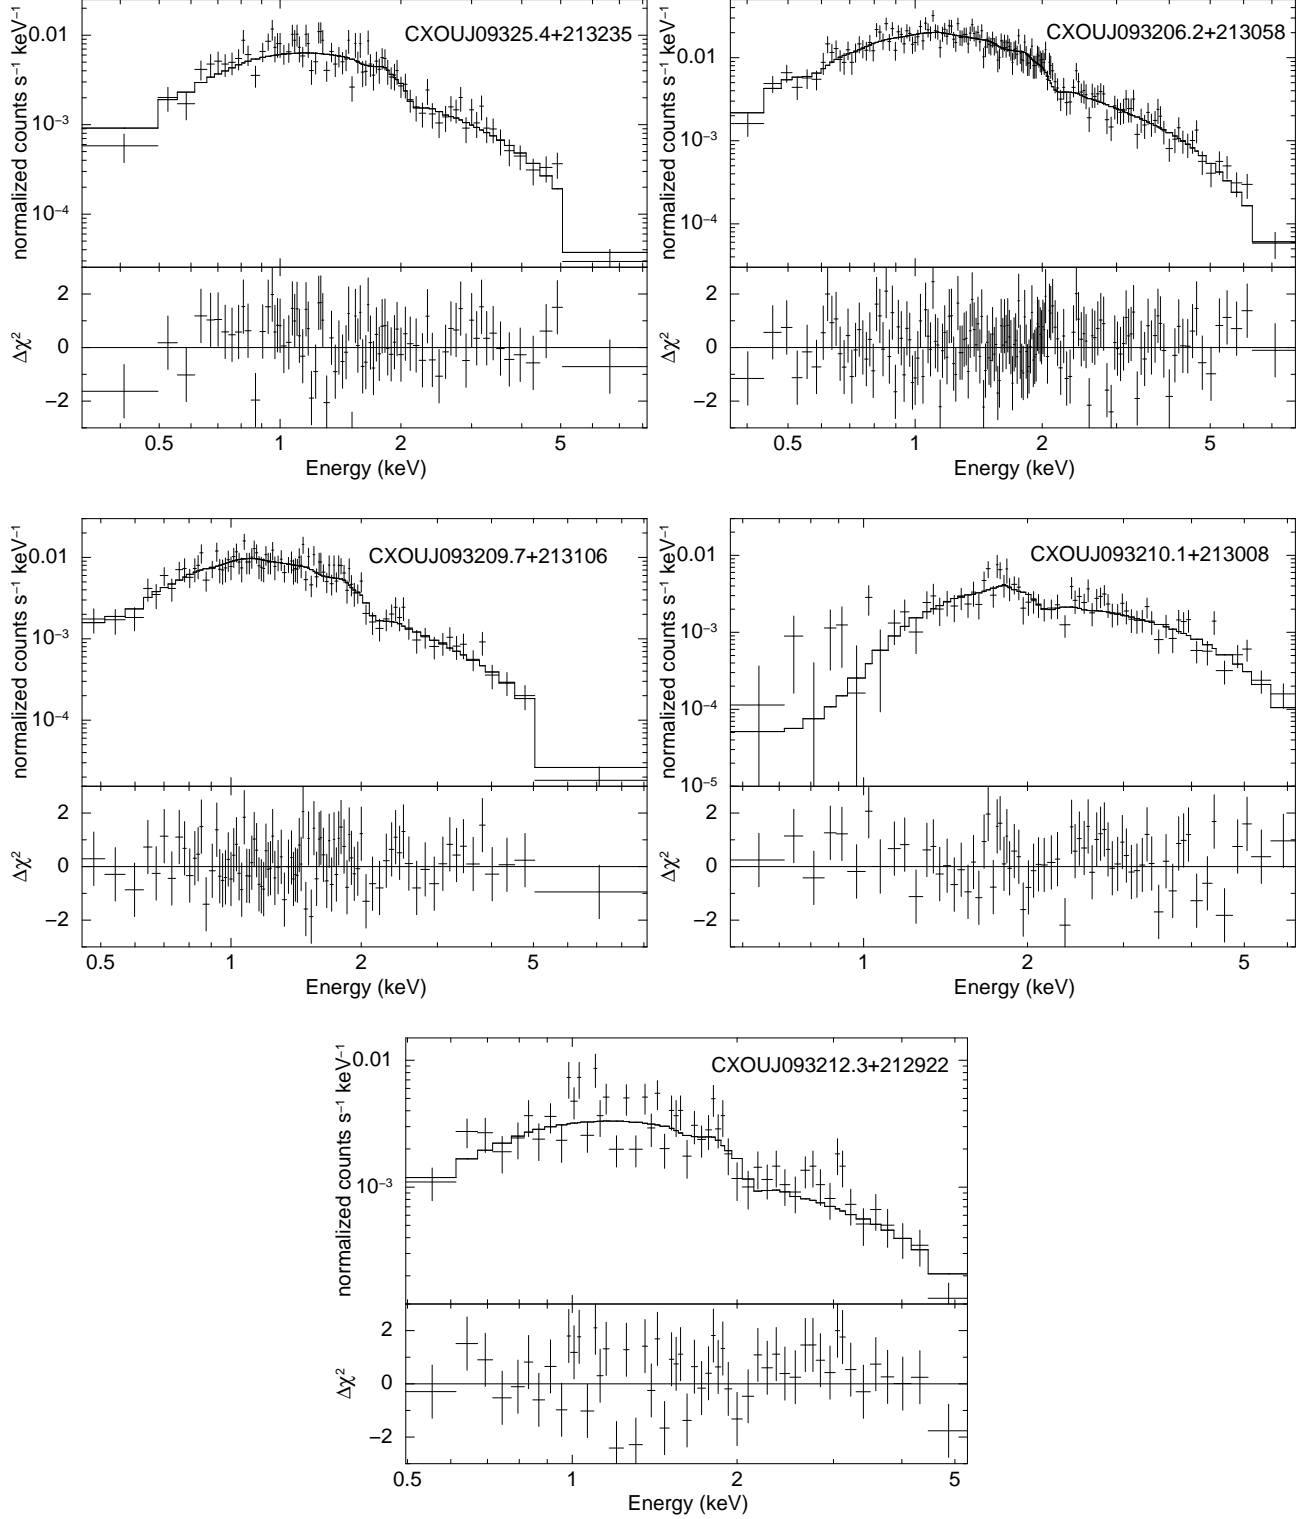 CXOUJ09325.4+213235
normalized counts s⁻¹ keV⁻¹
0.01
10⁻³
10⁻⁴
Δχ²
2
0
−2
0.5 1 2 5
Energy (keV)
CXOUJ093206.2+213058
normalized counts s⁻¹ keV⁻¹
0.01
10⁻³
10⁻⁴
Δχ²
2
0
−2
0.5 1 2 5
Energy (keV)
CXOUJ093209.7+213106
normalized counts s⁻¹ keV⁻¹
0.01
10⁻³
10⁻⁴
Δχ²
2
0
−2
0.5 1 2 5
Energy (keV)
CXOUJ093210.1+213008
normalized counts s⁻¹ keV⁻¹
0.01
10⁻³
10⁻⁴
10⁻⁵
Δχ²
2
0
−2
1 2 5
Energy (keV)
CXOUJ093212.3+212922
normalized counts s⁻¹ keV⁻¹
0.01
10⁻³
Δχ²
2
0
−2
0.5 1 2 5
Energy (keV)